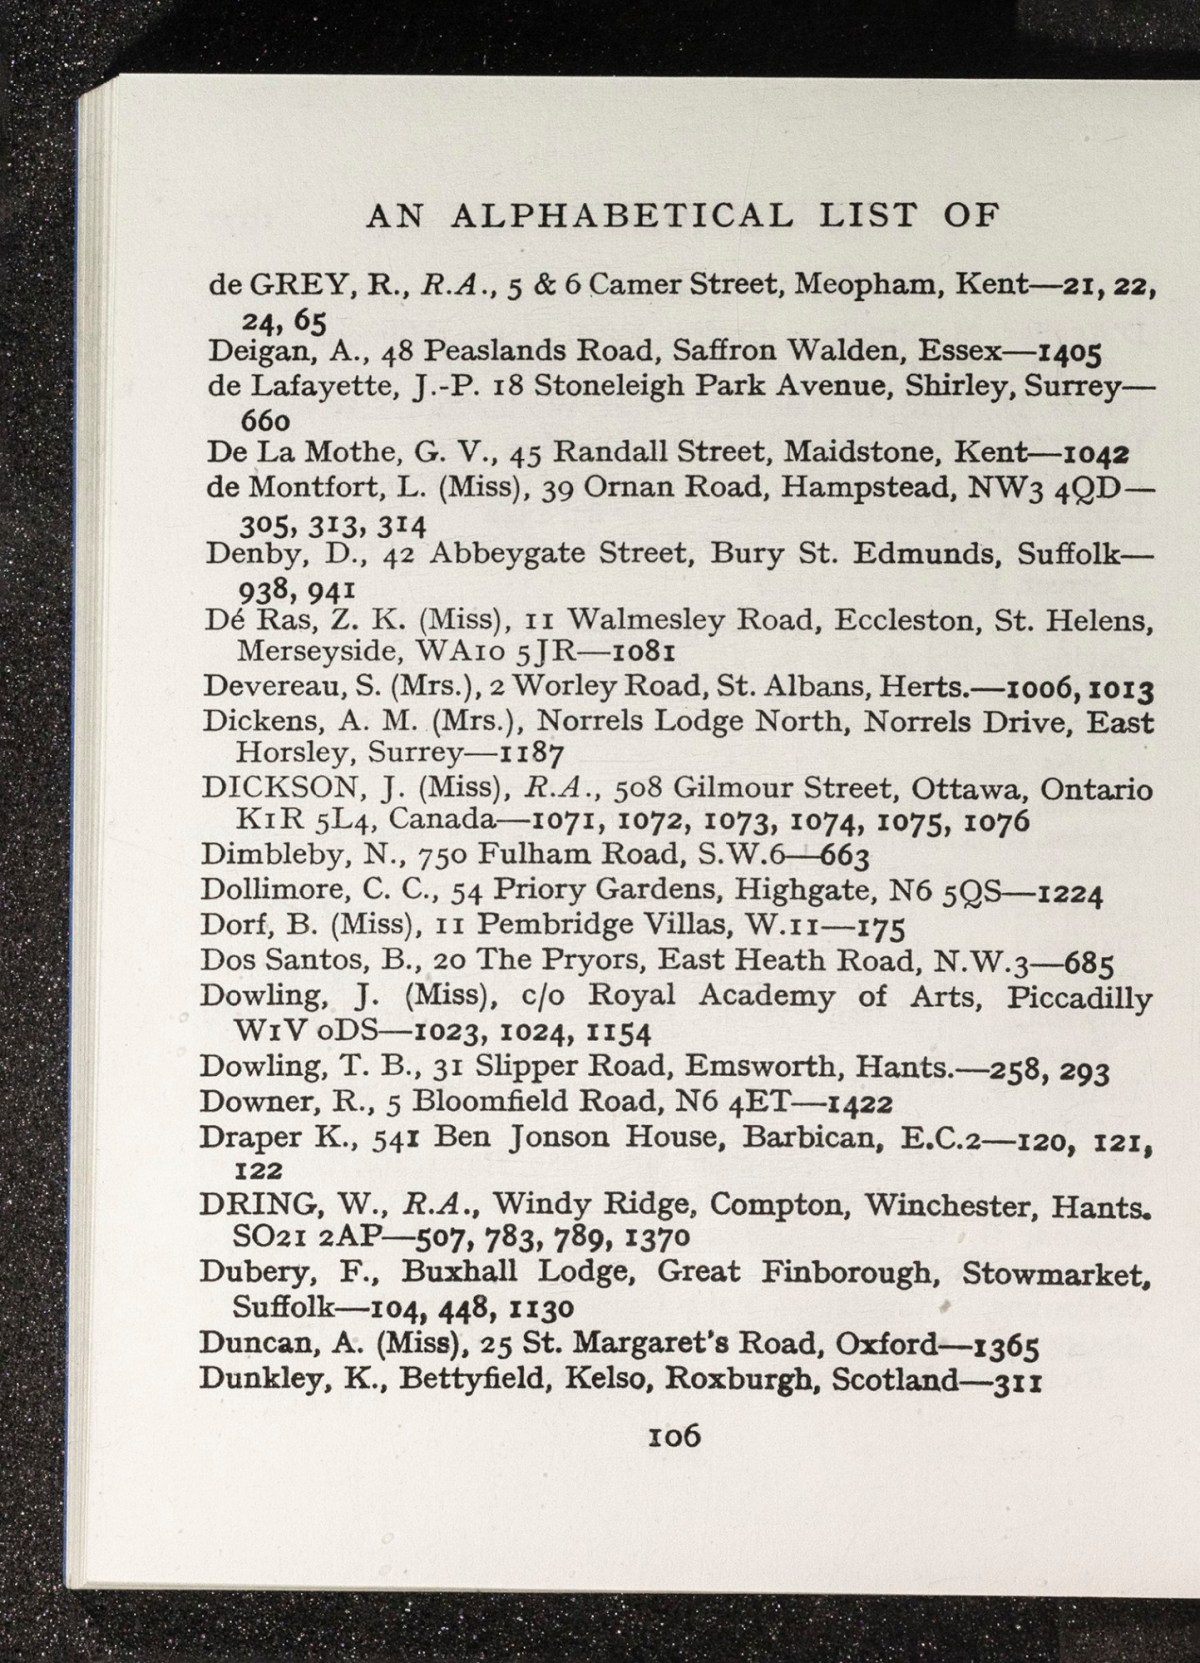 AN ALPHABETICAL LIST OF
de GREY, R., R.A., 5 & 6 Camer Street, Meopham, Kent—21, 22,
24, 65
Deigan, A., 48 Peaslands Road, Saffron Walden, Essex—1405
de Lafayette, J.-P. 18 Stoneleigh Park Avenue, Shirley, Surrey—
660
De La Mothe, G. V., 45 Randall Street, Maidstone, Kent—1042
de Montfort, L. (Miss), 39 Ornan Road, Hampstead, NW3 4QD—
305, 313, 314
Denby, D., 42 Abbeygate Street, Bury St. Edmunds, Suffolk—
938, 941
Dé Ras, Z. K. (Miss), 11 Walmesley Road, Eccleston, St. Helens,
Merseyside, WA10 5JR—1081
Devereau, S. (Mrs.), 2 Worley Road, St. Albans, Herts.—1006, 1013
Dickens, A. M. (Mrs.), Norrels Lodge North, Norrels Drive, East
Horsley, Surrey—1187
DICKSON, J. (Miss), R.A., 508 Gilmour Street, Ottawa, Ontario
K1R 5L4, Canada—1071, 1072, 1073, 1074, 1075, 1076
Dimbleby, N., 750 Fulham Road, S.W.6—663
Dollimore, C. C., 54 Priory Gardens, Highgate, N6 5QS—1224
Dorf, B. (Miss), 11 Pembridge Villas, W.11—175
Dos Santos, B., 20 The Pryors, East Heath Road, N.W.3—685
Dowling, J. (Miss), c/o Royal Academy of Arts, Piccadilly
W1V 0DS—1023, 1024, 1154
Dowling, T. B., 31 Slipper Road, Emsworth, Hants.—258, 293
Downer, R., 5 Bloomfield Road, N6 4ET—1422
Draper K., 541 Ben Jonson House, Barbican, E.C.2—120, 121,
122
DRING, W., R.A., Windy Ridge, Compton, Winchester, Hants.
SO21 2AP—507, 783, 789, 1370
Dubery, F., Buxhall Lodge, Great Finborough, Stowmarket,
Suffolk—104, 448, 1130
Duncan, A. (Miss), 25 St. Margaret's Road, Oxford—1365
Dunkley, K., Bettyfield, Kelso, Roxburgh, Scotland—311
106